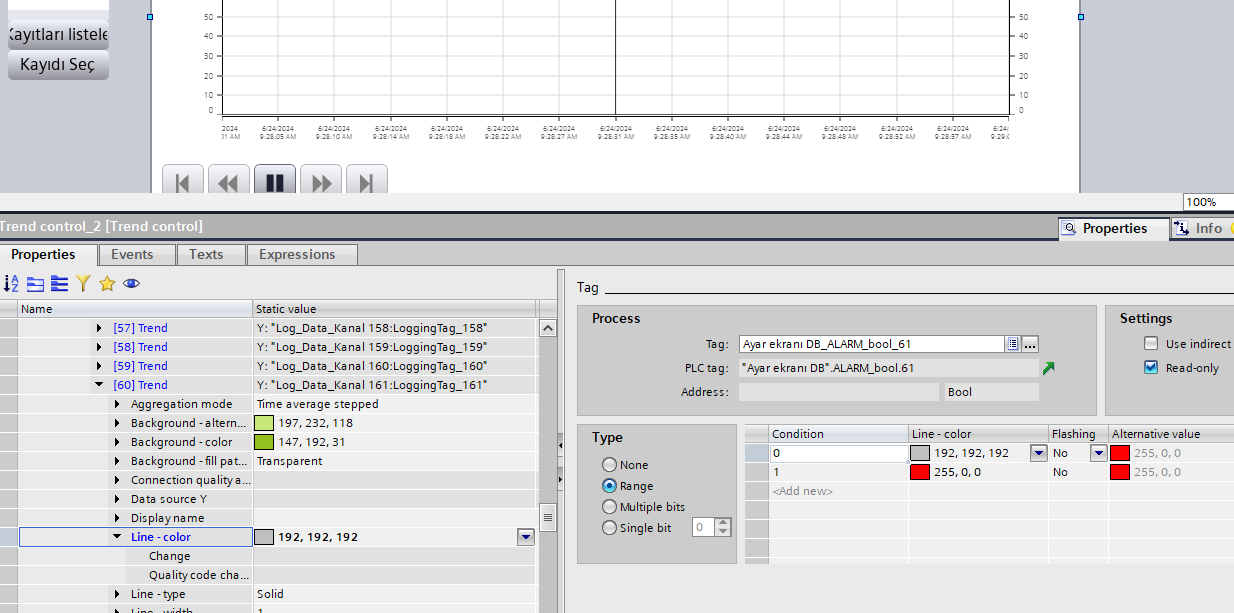 50 50
Kayıtları listele
40 40
30 30
Kayıdı Seç
20 20
10 10
0 0
2024 6/24/2024 6/24/2024 6/24/2024 6/24/2024 6/24/2024 6/24/2024 6/24/2024 6/24/2024 6/24/2024 6/24/2024 6/24/2024 6/24/2024 6/24/2024 6/24/
01 AM 9:28:05 AM 9:28:10 AM 9:28:14 AM 9:28:18 AM 9:28:22 AM 9:28:27 AM 9:28:31 AM 9:28:35 AM 9:28:40 AM 9:28:44 AM 9:28:48 AM 9:28:52 AM 9:28:57 AM 9:29:0
100%
Trend control_2 [Trend control]
Properties Info
Properties Events Texts Expressions
Tag
Name Static value
[57] Trend Y: "Log_Data_Kanal 158:LoggingTag_158"
[58] Trend Y: "Log_Data_Kanal 159:LoggingTag_159"
[59] Trend Y: "Log_Data_Kanal 160:LoggingTag_160"
[60] Trend Y: "Log_Data_Kanal 161:LoggingTag_161"
Aggregation mode Time average stepped
Background - altern... 197, 232, 118
Background - color 147, 192, 31
Background - fill pat... Transparent
Connection quality a...
Data source Y
Display name
Line - color 192, 192, 192
Change
Quality code cha...
Line - type Solid
Line - width 1
Process
Tag: Ayar ekranı DB_ALARM_bool_61 ...
PLC tag: "Ayar ekranı DB".ALARM_bool.61
Address: Bool
Settings
Use indirect
Read-only
Type
None
Range
Multiple bits
Single bit 0
Condition Line - color Flashing Alternative value
0 192, 192, 192 No 255, 0, 0
1 255, 0, 0 No 255, 0, 0
<Add new>